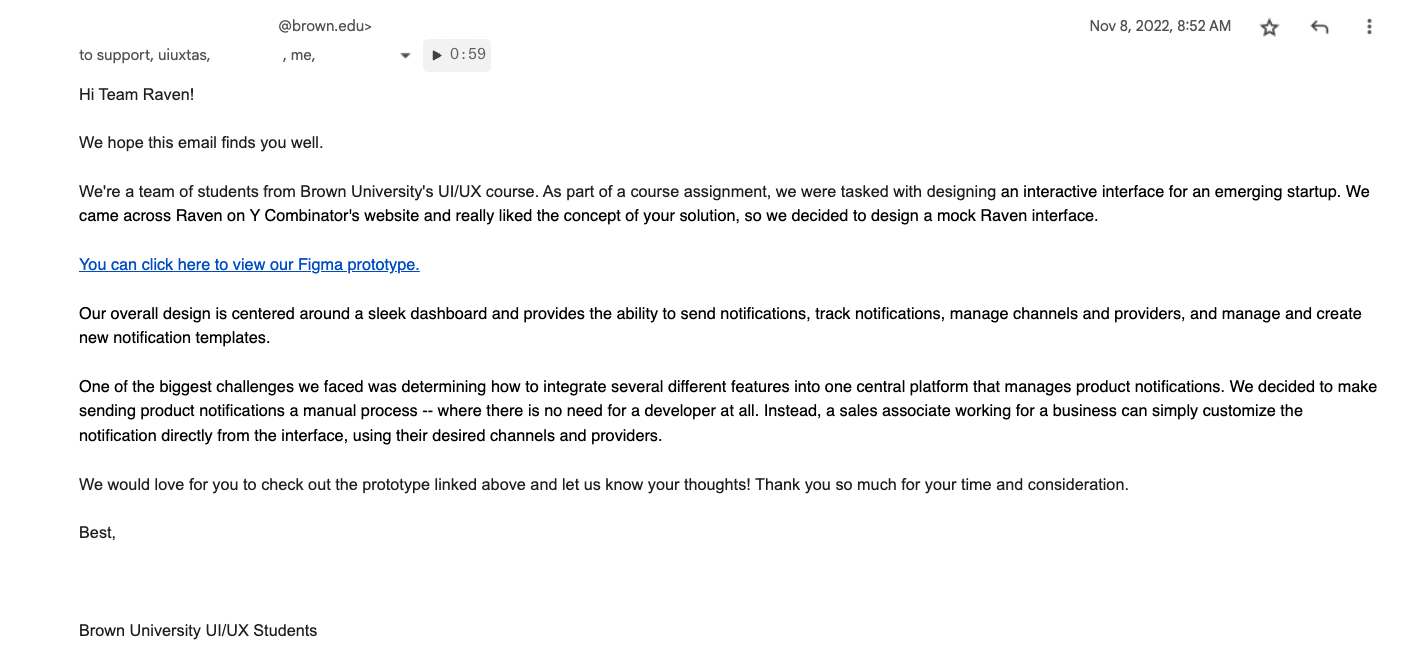 @brown.edu>
Nov 8, 2022, 8:52 AM
to support, uiuxtas, , me,
0:59
Hi Team Raven!
We hope this email finds you well.
We're a team of students from Brown University's UI/UX course. As part of a course assignment, we were tasked with designing an interactive interface for an emerging startup. We
came across Raven on Y Combinator's website and really liked the concept of your solution, so we decided to design a mock Raven interface.
You can click here to view our Figma prototype.
Our overall design is centered around a sleek dashboard and provides the ability to send notifications, track notifications, manage channels and providers, and manage and create
new notification templates.
One of the biggest challenges we faced was determining how to integrate several different features into one central platform that manages product notifications. We decided to make
sending product notifications a manual process -- where there is no need for a developer at all. Instead, a sales associate working for a business can simply customize the
notification directly from the interface, using their desired channels and providers.
We would love for you to check out the prototype linked above and let us know your thoughts! Thank you so much for your time and consideration.
Best,
Brown University UI/UX Students